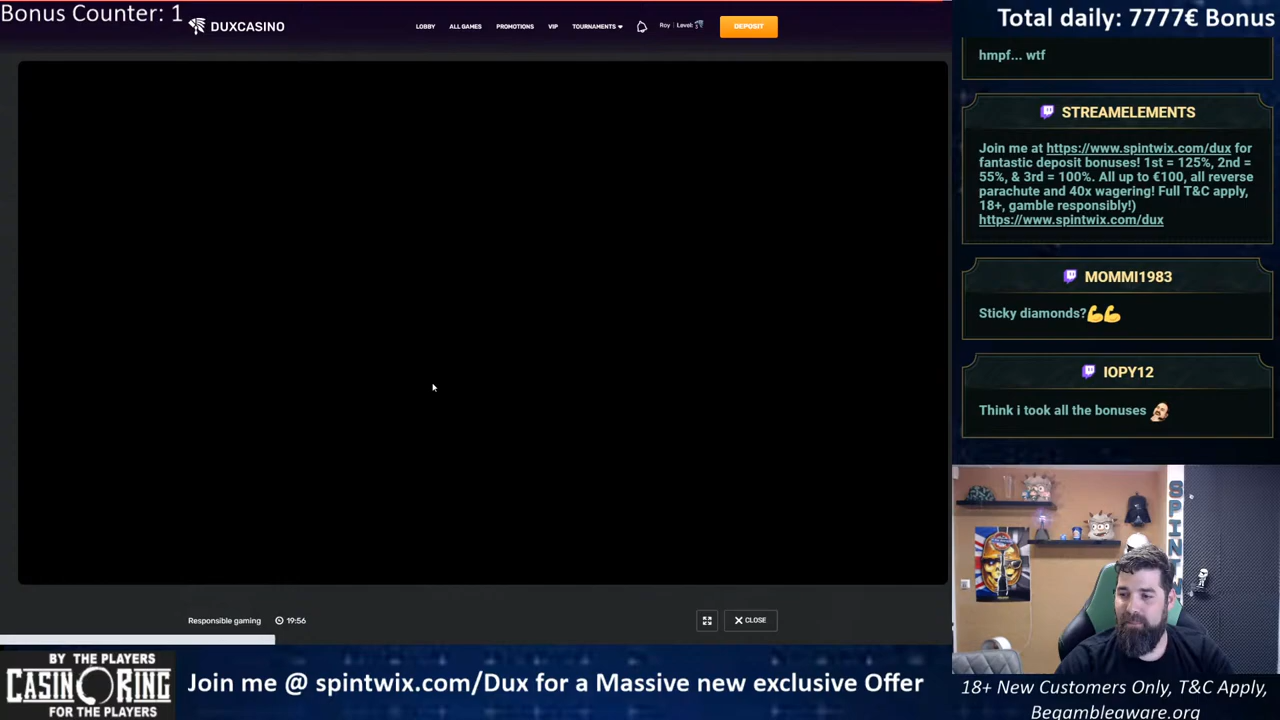 Bonus Counter: 1
DUXCASINO
LOBBY
ALL GAMES
PROMOTIONS
VIP
TOURNAMENTS
Roy
Level:
DEPOSIT
Total daily: 7777€ Bonus
hmpf... wtf
STREAMELEMENTS
Join me at https://www.spintwix.com/dux for
fantastic deposit bonuses! 1st = 125%, 2nd =
55%, & 3rd = 100%. All up to €100, all reverse
parachute and 40x wagering! Full T&C apply,
18+, gamble responsibly!)
https://www.spintwix.com/dux
MOMMI1983
Sticky diamonds?💪💪
IOPY12
Think i took all the bonuses
SPINTW
Responsible gaming
19:56
CLOSE
BY THE PLAYERS
CASINORING
FOR THE PLAYERS
Join me @ spintwix.com/Dux for a Massive new exclusive Offer
18+ New Customers Only, T&C Apply,
Begambleaware.org